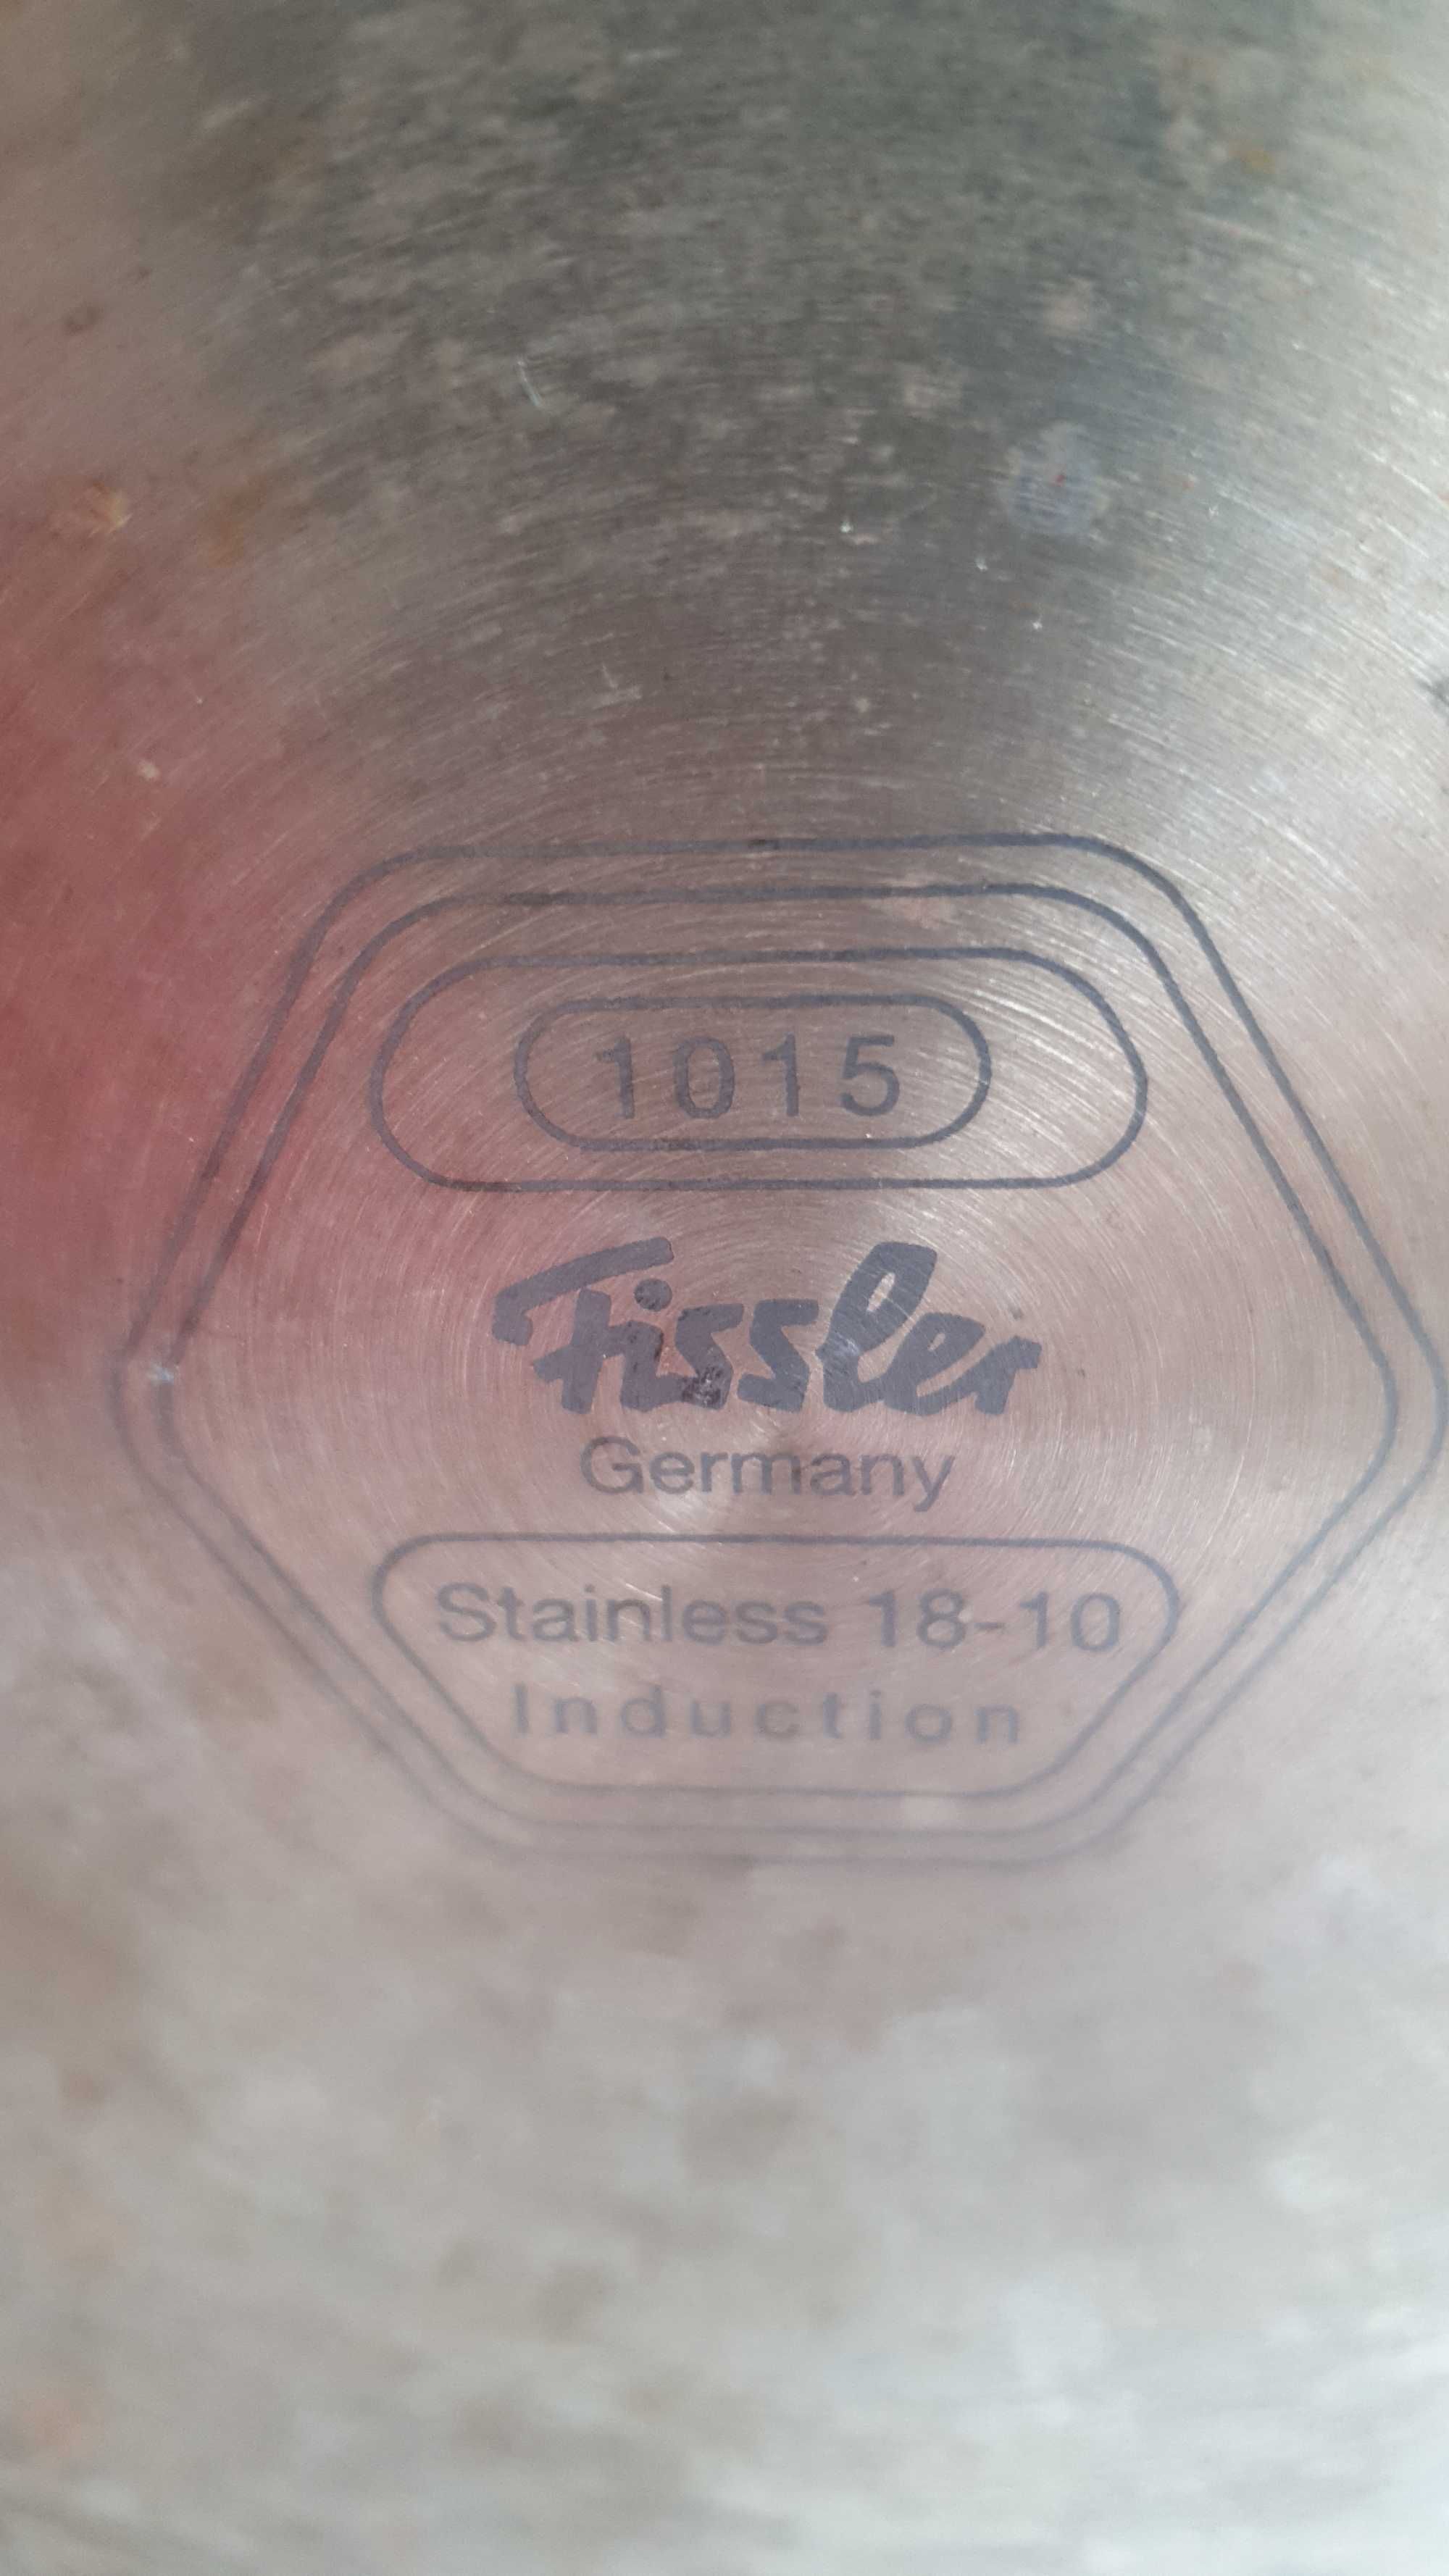 1015
Fissler
Germany
Stainless 18-10
Induction